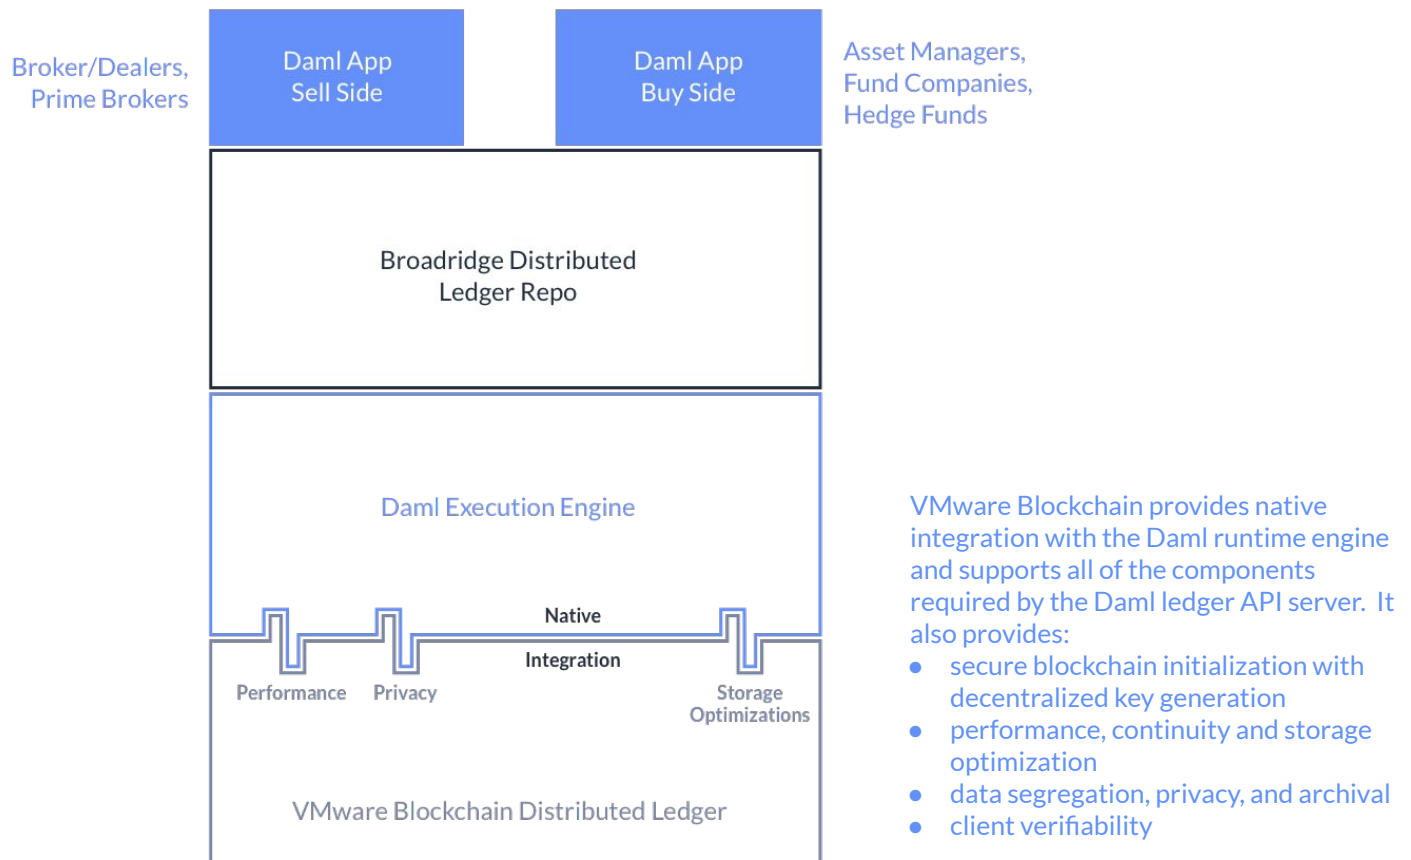 Broker/Dealers,
Prime Brokers
Daml App
Sell Side
Daml App
Buy Side
Asset Managers,
Fund Companies,
Hedge Funds
Broadridge Distributed
Ledger Repo
Daml Execution Engine
Native
Integration
Performance
Privacy
Storage
Optimizations
VMware Blockchain Distributed Ledger
VMware Blockchain provides native
integration with the Daml runtime engine
and supports all of the components
required by the Daml ledger API server.  It
also provides:
● secure blockchain initialization with
decentralized key generation
● performance, continuity and storage
optimization
● data segregation, privacy, and archival
● client verifiability